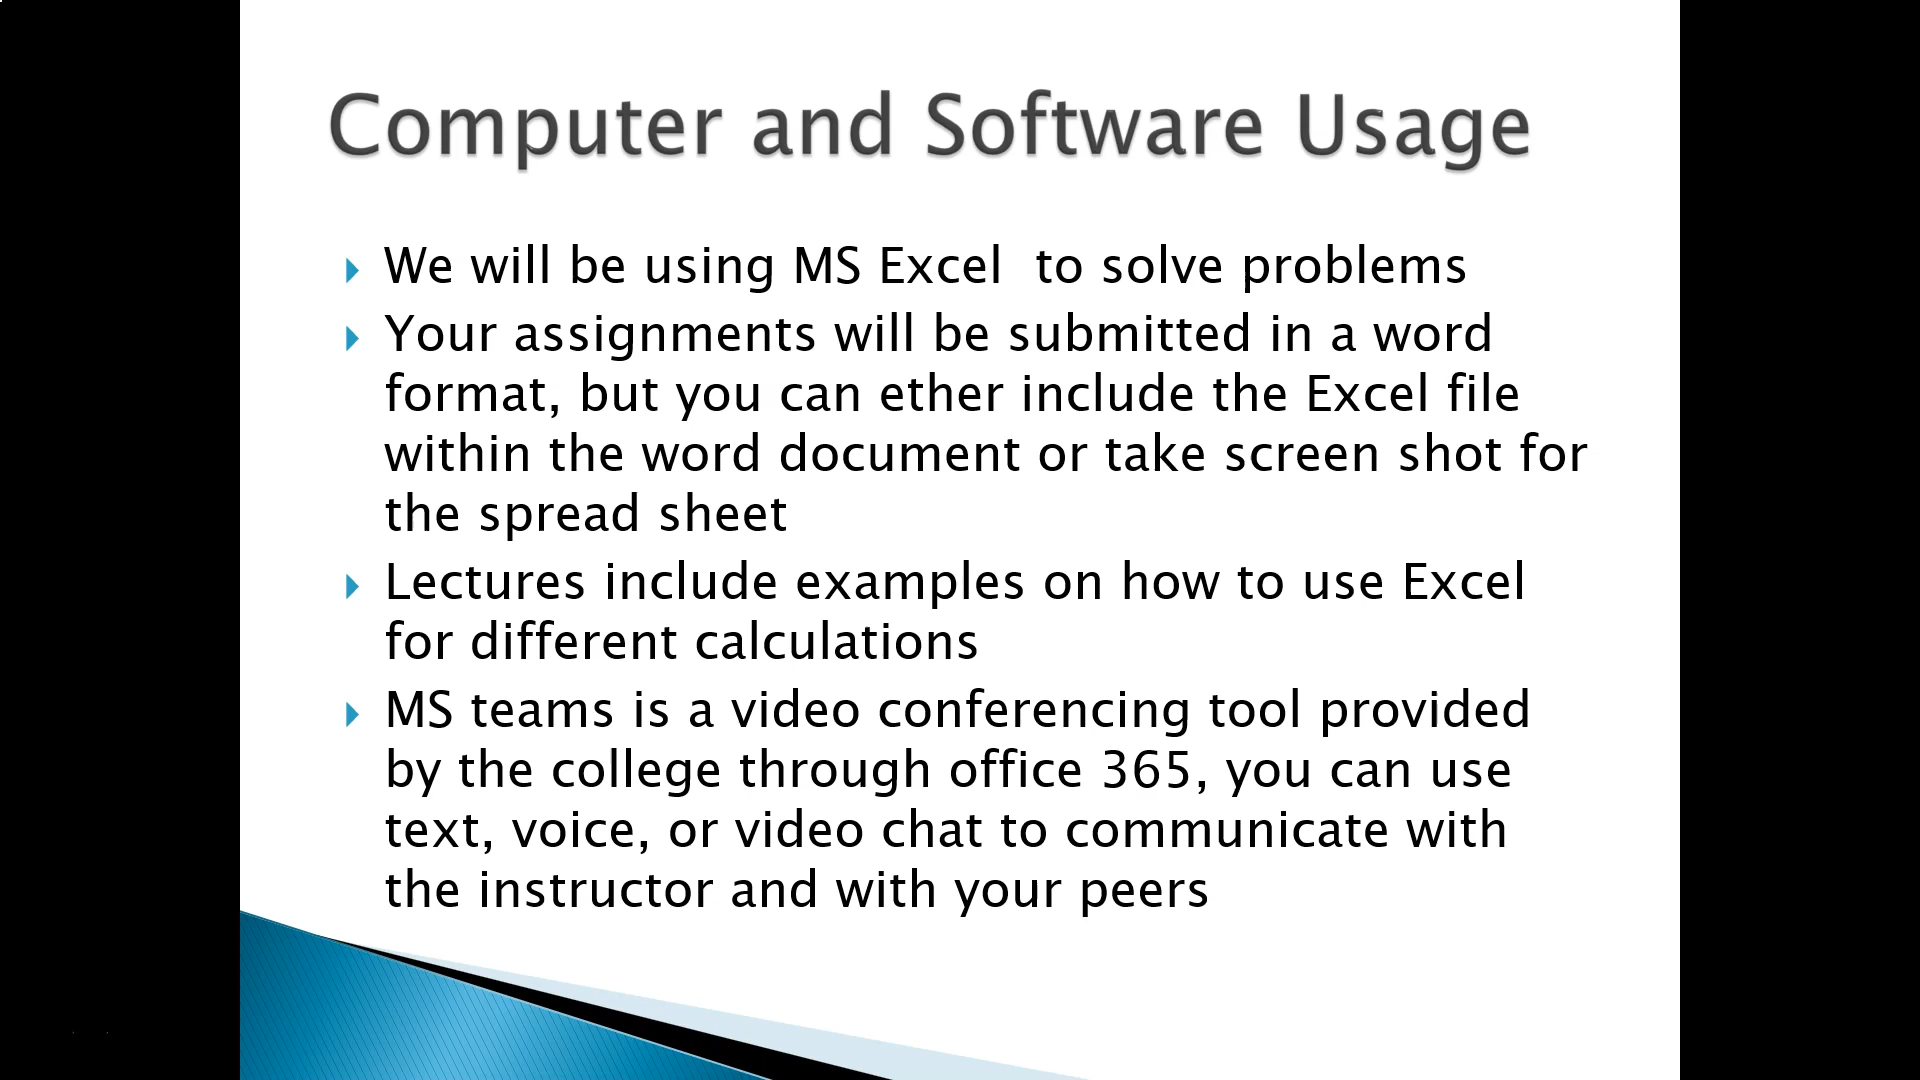 Computer and Software Usage
We will be using MS Excel  to solve problems
Your assignments will be submitted in a word
format, but you can ether include the Excel file
within the word document or take screen shot for
the spread sheet
Lectures include examples on how to use Excel
for different calculations
MS teams is a video conferencing tool provided
by the college through office 365, you can use
text, voice, or video chat to communicate with
the instructor and with your peers